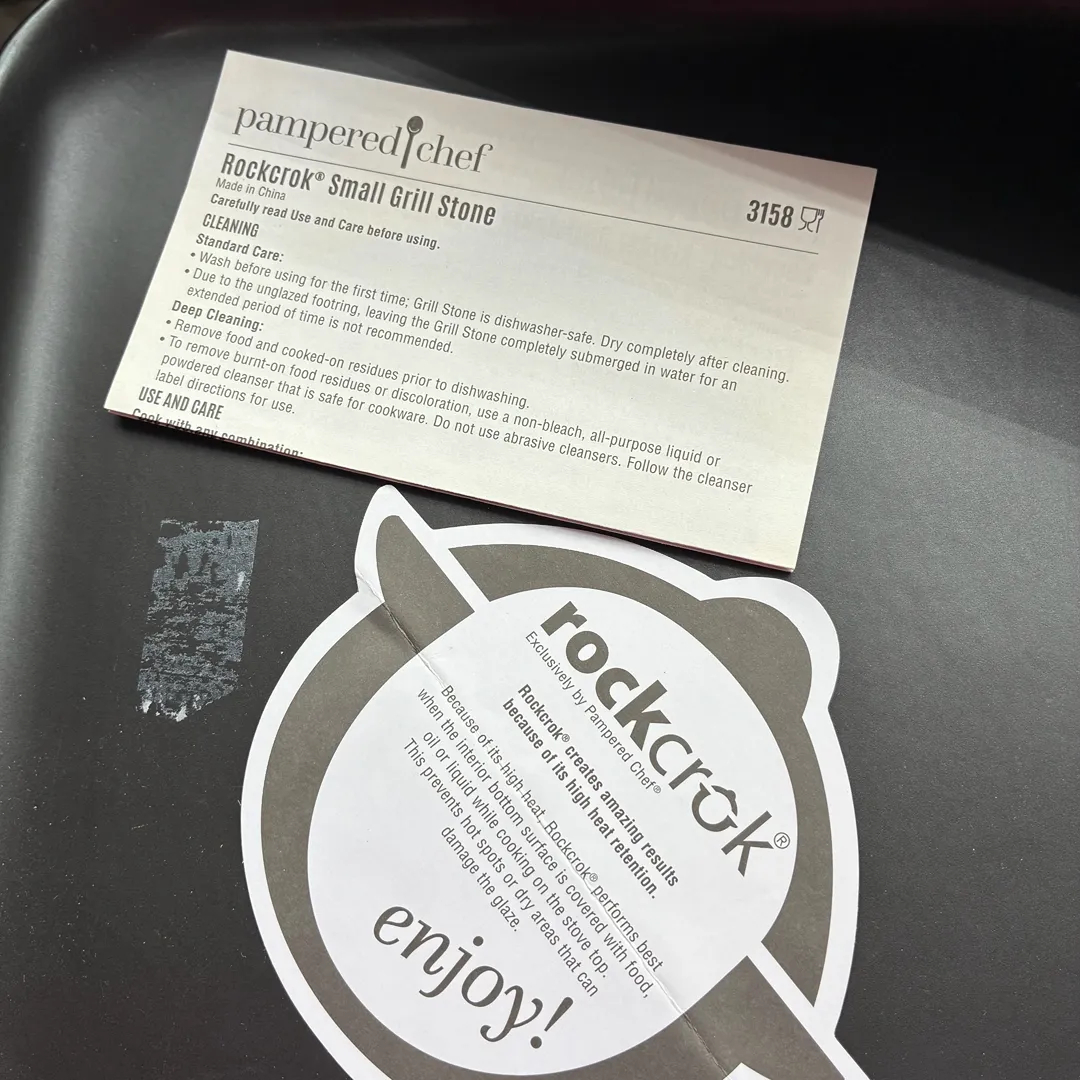 pampered chef
Rockcrok® Small Grill Stone
3158
Made in China
Carefully read Use and Care before using.
CLEANING
Standard Care:
• Wash before using for the first time; Grill Stone is dishwasher-safe. Dry completely after cleaning.
• Due to the unglazed footring, leaving the Grill Stone completely submerged in water for an
extended period of time is not recommended.
Deep Cleaning:
• Remove food and cooked-on residues prior to dishwashing.
• To remove burnt-on food residues or discoloration, use a non-bleach, all-purpose liquid or
powdered cleanser that is safe for cookware. Do not use abrasive cleansers. Follow the cleanser
label directions for use.
USE AND CARE
Cook with any combination:
rockcrok®
Exclusively by Pampered Chef®
Rockcrok® creates amazing results
because of its high heat retention.
Because of its high heat, Rockcrok® performs best
when the interior bottom surface is covered with food,
oil or liquid while cooking on the stove top.
This prevents hot spots or dry areas that can
damage the glaze.
enjoy!